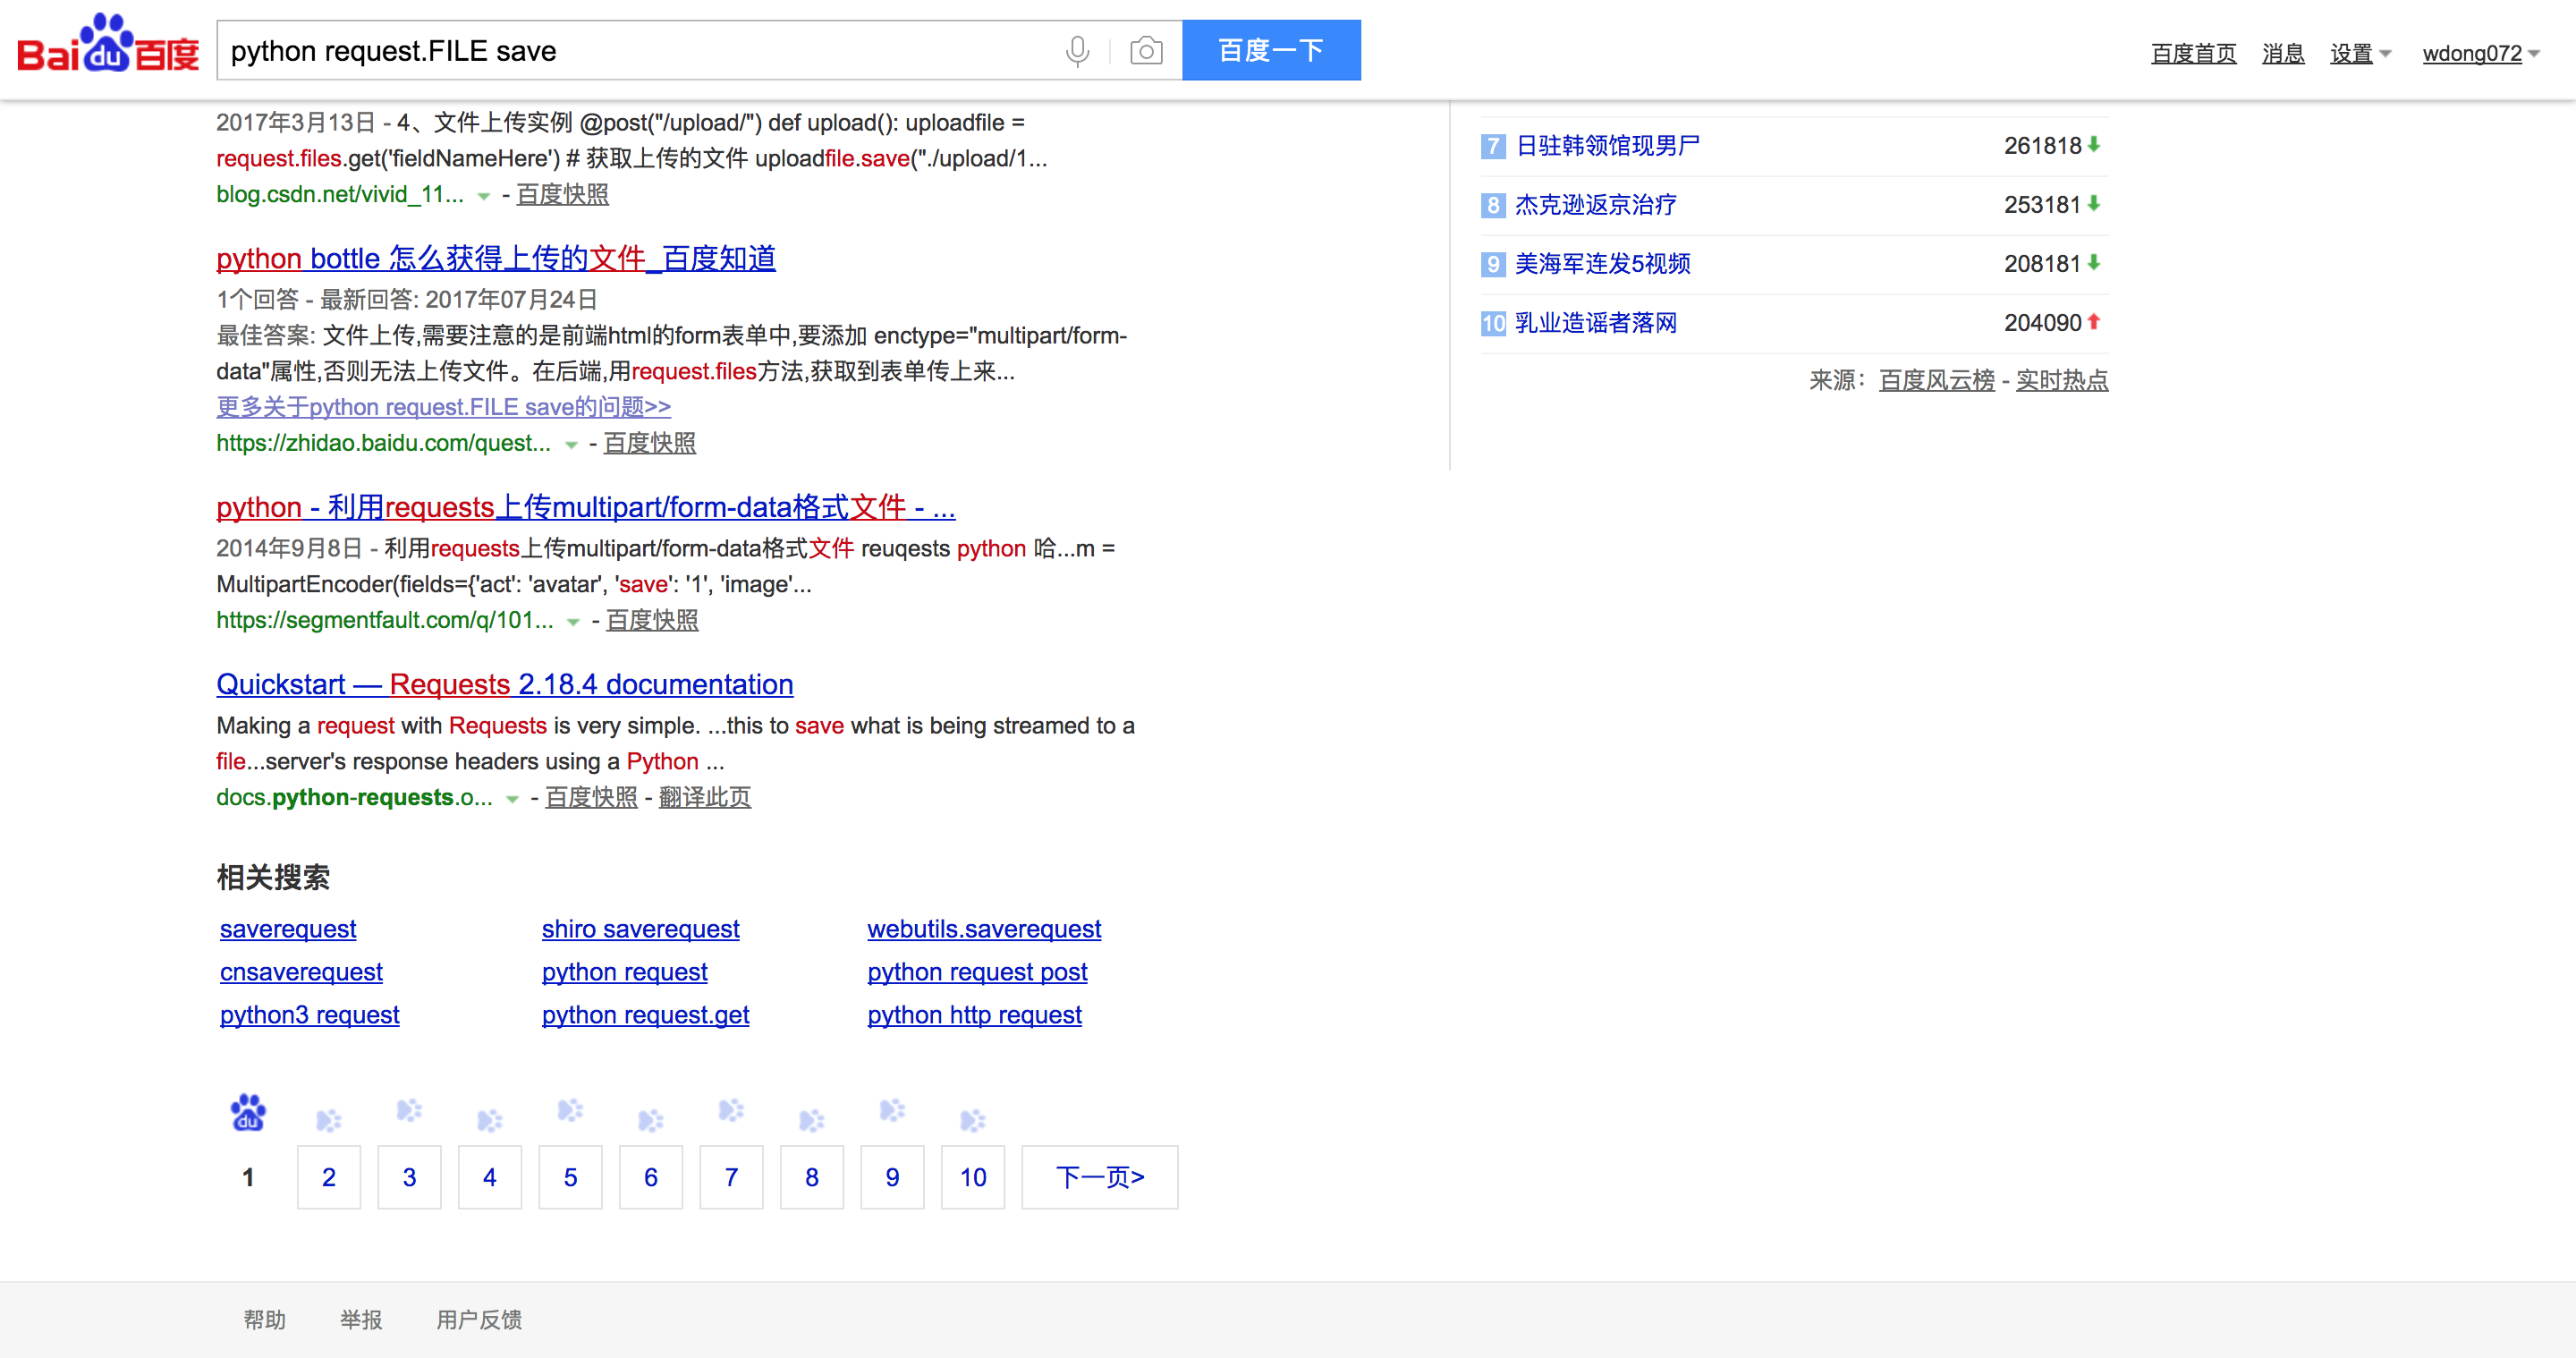 Bai du 百度
python request.FILE save
百度一下
百度首页 消息 设置 wdong072
2017年3月13日 - 4、文件上传实例 @post("/upload/") def upload(): uploadfile =
request.files.get('fieldNameHere') # 获取上传的文件 uploadfile.save("./upload/1...
blog.csdn.net/vivid_11... - 百度快照
python bottle 怎么获得上传的文件_百度知道
1个回答 - 最新回答: 2017年07月24日
最佳答案: 文件上传,需要注意的是前端html的form表单中,要添加 enctype="multipart/form-
data"属性,否则无法上传文件。在后端,用request.files方法,获取到表单传上来...
更多关于python request.FILE save的问题>>
https://zhidao.baidu.com/quest... - 百度快照
python - 利用requests上传multipart/form-data格式文件 - ...
2014年9月8日 - 利用requests上传multipart/form-data格式文件 reuqests python 哈...m =
MultipartEncoder(fields={'act': 'avatar', 'save': '1', 'image'...
https://segmentfault.com/q/101... - 百度快照
Quickstart — Requests 2.18.4 documentation
Making a request with Requests is very simple. ...this to save what is being streamed to a
file...server's response headers using a Python ...
docs.python-requests.o... - 百度快照 - 翻译此页
相关搜索
saverequest shiro saverequest webutils.saverequest
cnsaverequest python request python request post
python3 request python request.get python http request
du
1 2 3 4 5 6 7 8 9 10 下一页>
7 日驻韩领馆现男尸 261818
8 杰克逊返京治疗 253181
9 美海军连发5视频 208181
10 乳业造谣者落网 204090
来源：百度风云榜 - 实时热点
帮助 举报 用户反馈